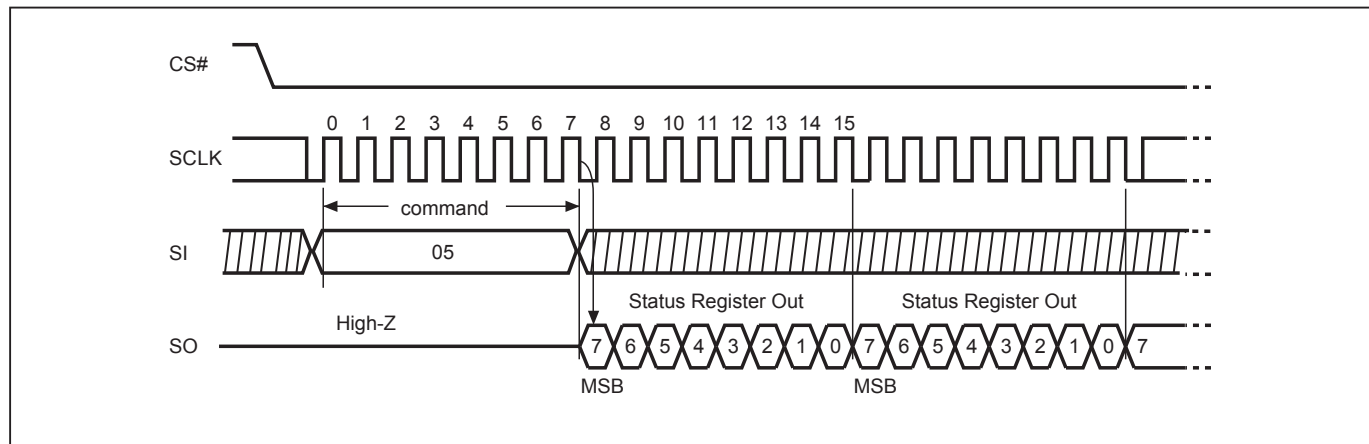 CS#
0 1 2 3 4 5 6 7 8 9 10 11 12 13 14 15
SCLK
command
SI
05
Status Register Out Status Register Out
High-Z
SO
7 6 5 4 3 2 1 0 7 6 5 4 3 2 1 0 7
MSB MSB